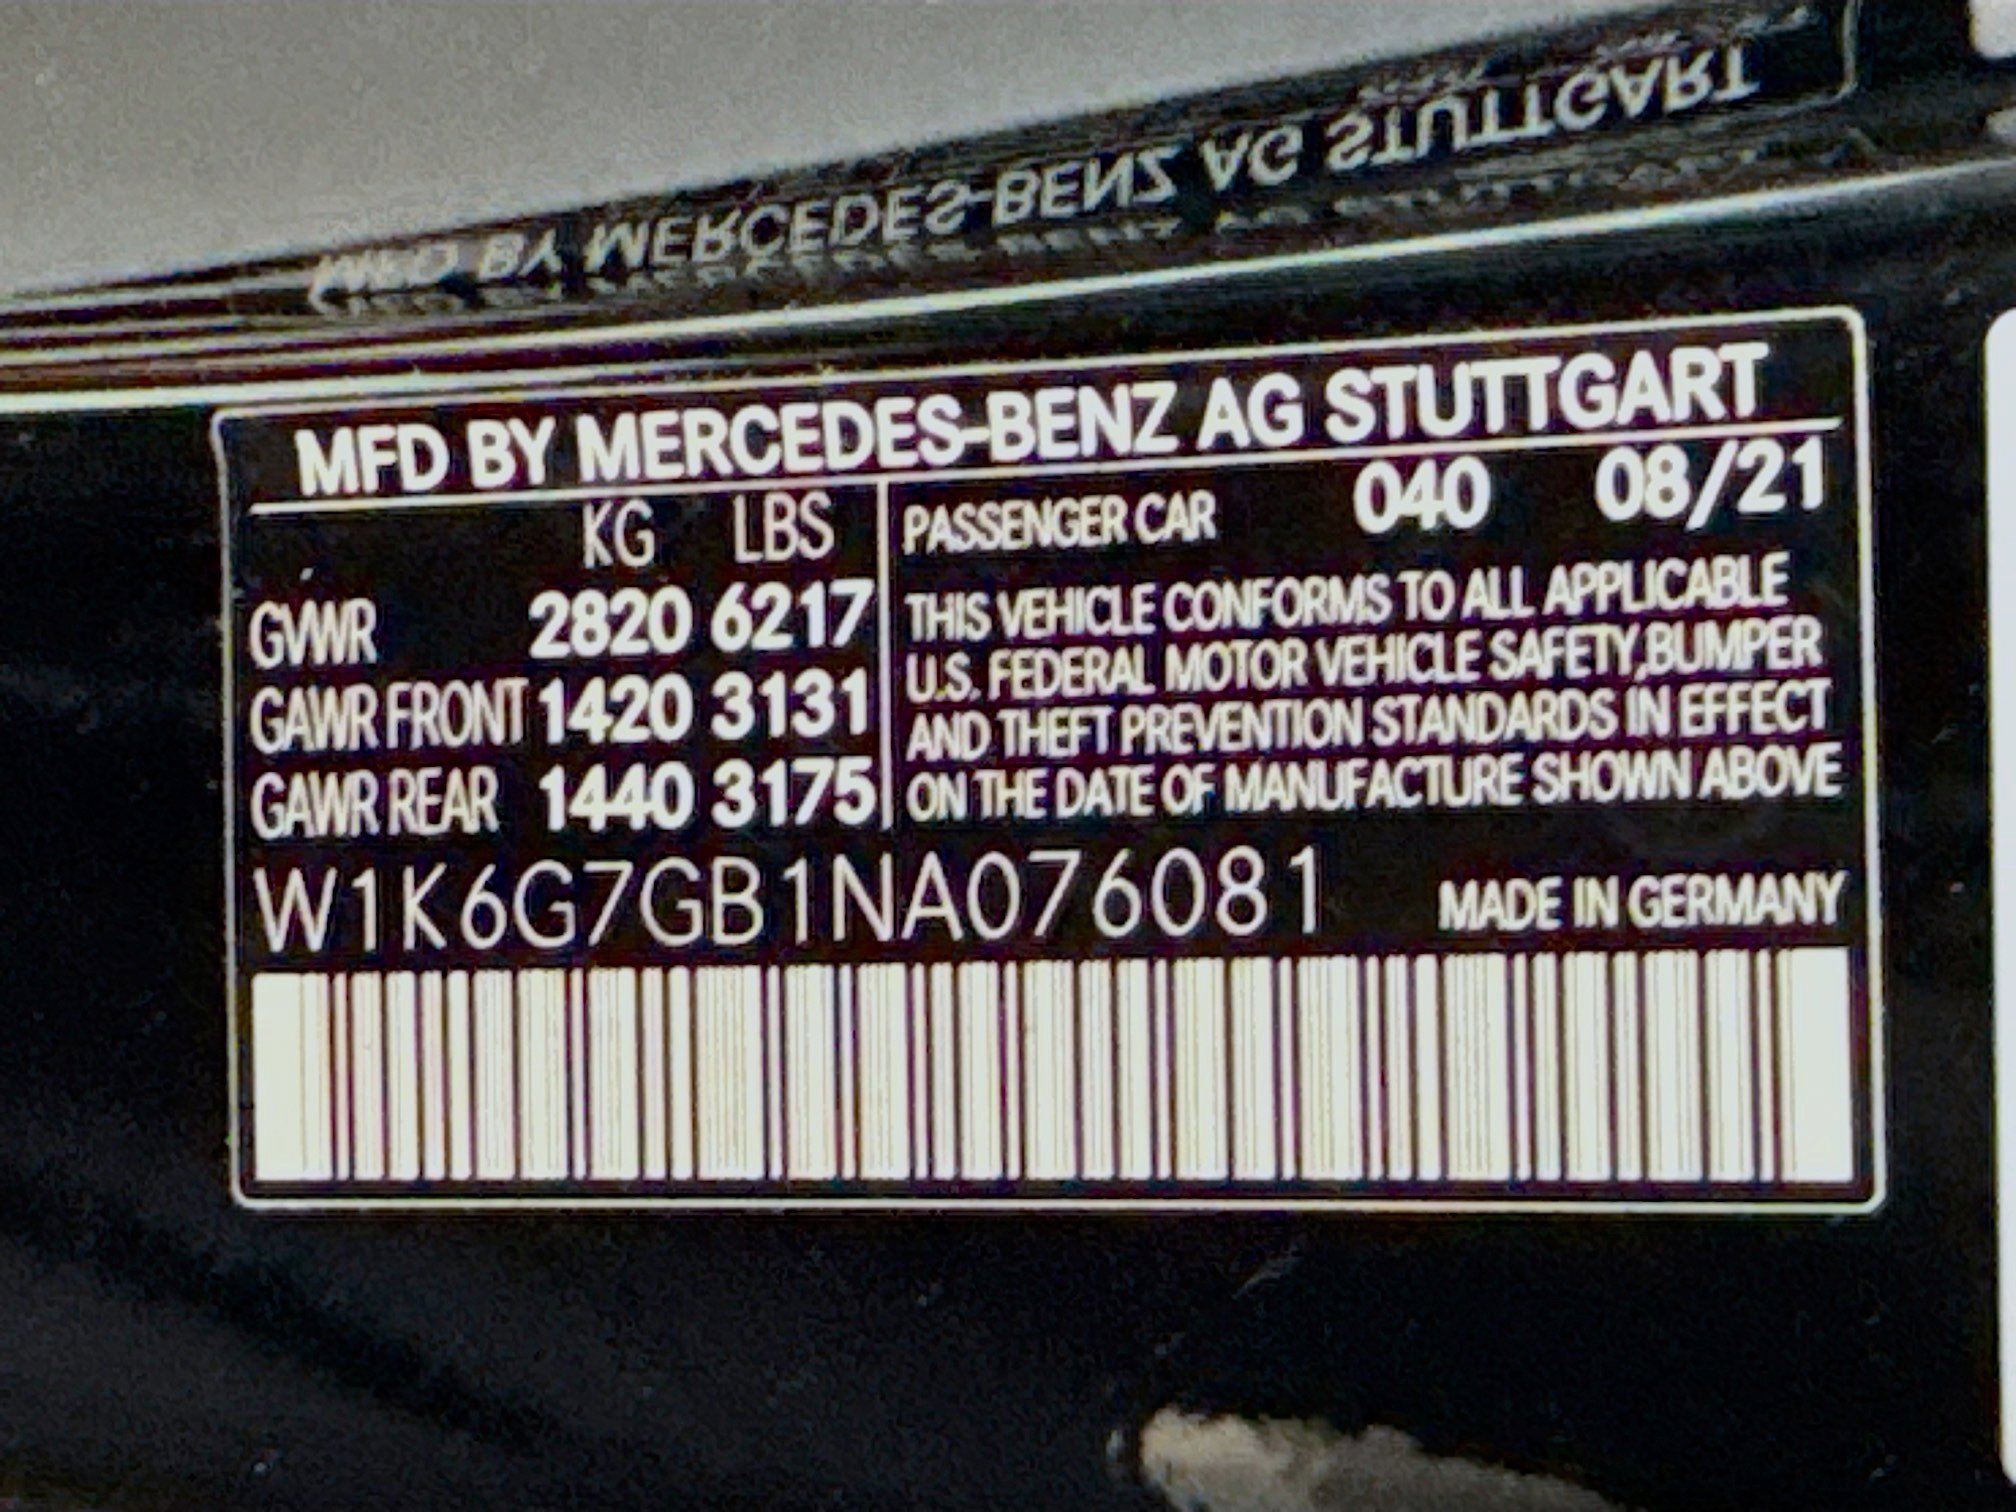 MFD BY MERCEDES-BENZ AG STUTTGART
MFD BY MERCEDES-BENZ AG STUTTGART
KG LBS
GVWR 2820 6217
GAWR FRONT 1420 3131
GAWR REAR 1440 3175
PASSENGER CAR 040 08/21
THIS VEHICLE CONFORMS TO ALL APPLICABLE
U.S. FEDERAL MOTOR VEHICLE SAFETY,BUMPER
AND THEFT PREVENTION STANDARDS IN EFFECT
ON THE DATE OF MANUFACTURE SHOWN ABOVE
W1K6G7GB1NA076081 MADE IN GERMANY